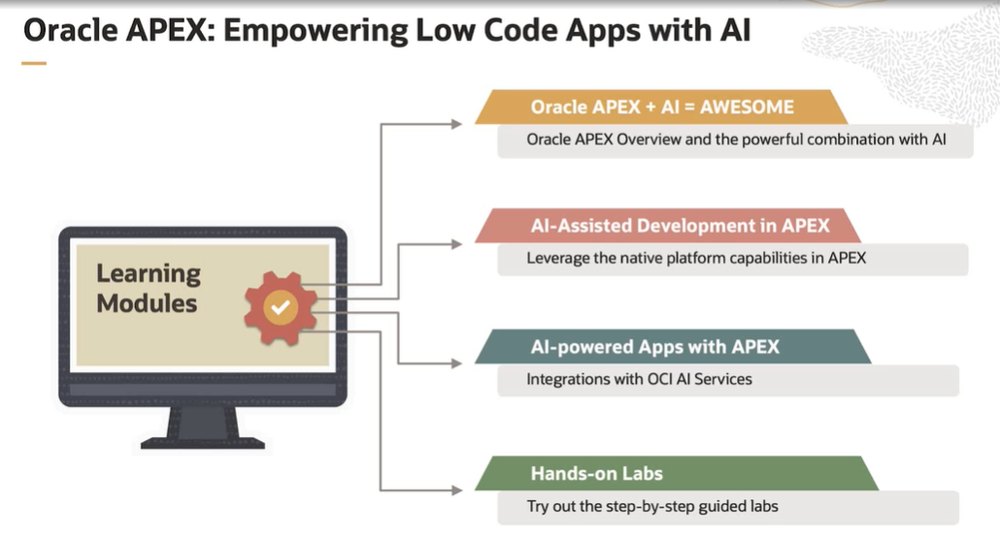 Oracle APEX: Empowering Low Code Apps with AI
Learning
Modules
Oracle APEX + AI = AWESOME
Oracle APEX Overview and the powerful combination with AI
AI-Assisted Development in APEX
Leverage the native platform capabilities in APEX
AI-powered Apps with APEX
Integrations with OCI AI Services
Hands-on Labs
Try out the step-by-step guided labs